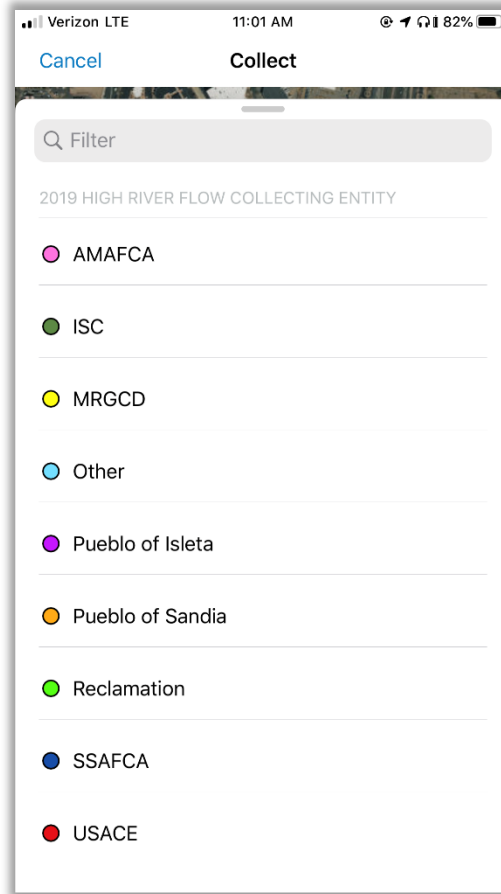 Verizon LTE 11:01 AM 82%
Cancel Collect
Filter
2019 HIGH RIVER FLOW COLLECTING ENTITY
AMAFCA
ISC
MRGCD
Other
Pueblo of Isleta
Pueblo of Sandia
Reclamation
SSAFCA
USACE